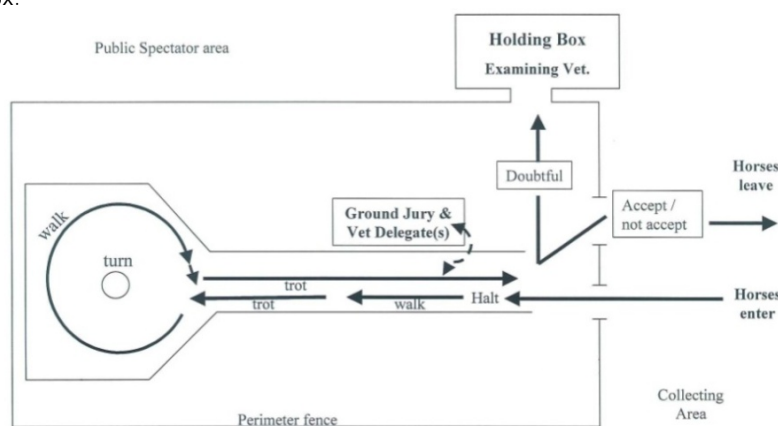 Public Spectator area
Holding Box
Examining Vet.
Doubtful
Horses
leave
Accept /
not accept
Ground Jury &
Vet Delegate(s)
walk
turn
trot
trot
walk
Halt
Horses
enter
Collecting
Area
Perimeter fence